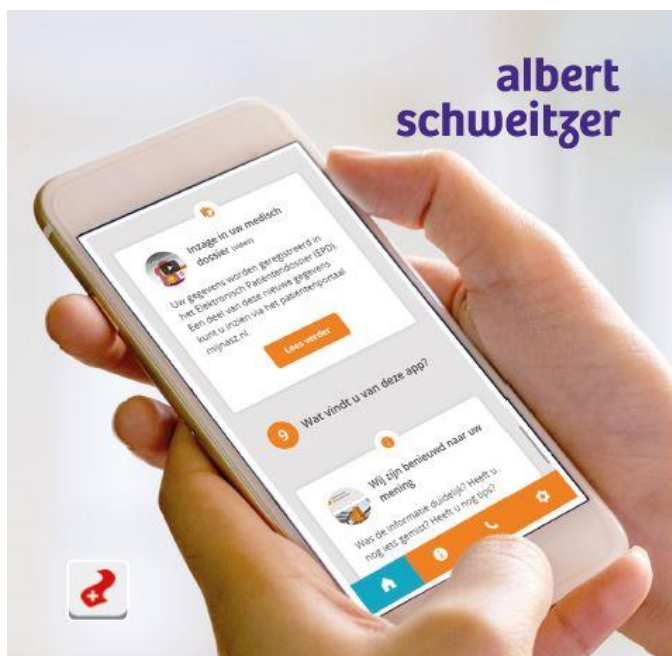 albert
schweitzer
Inzage in uw medisch
dossier (video)
Uw gegevens worden geregistreerd in
het Elektronisch Patiëntendossier (EPD).
Een deel van deze nieuwe gegevens
kunt u inzien via het patiëntenportaal
mijnasz.nl.
Lees verder
9 Wat vindt u van deze app?
Wij zijn benieuwd naar uw
mening
Was de informatie duidelijk? Heeft u
nog iets gemist? Heeft u nog tips?